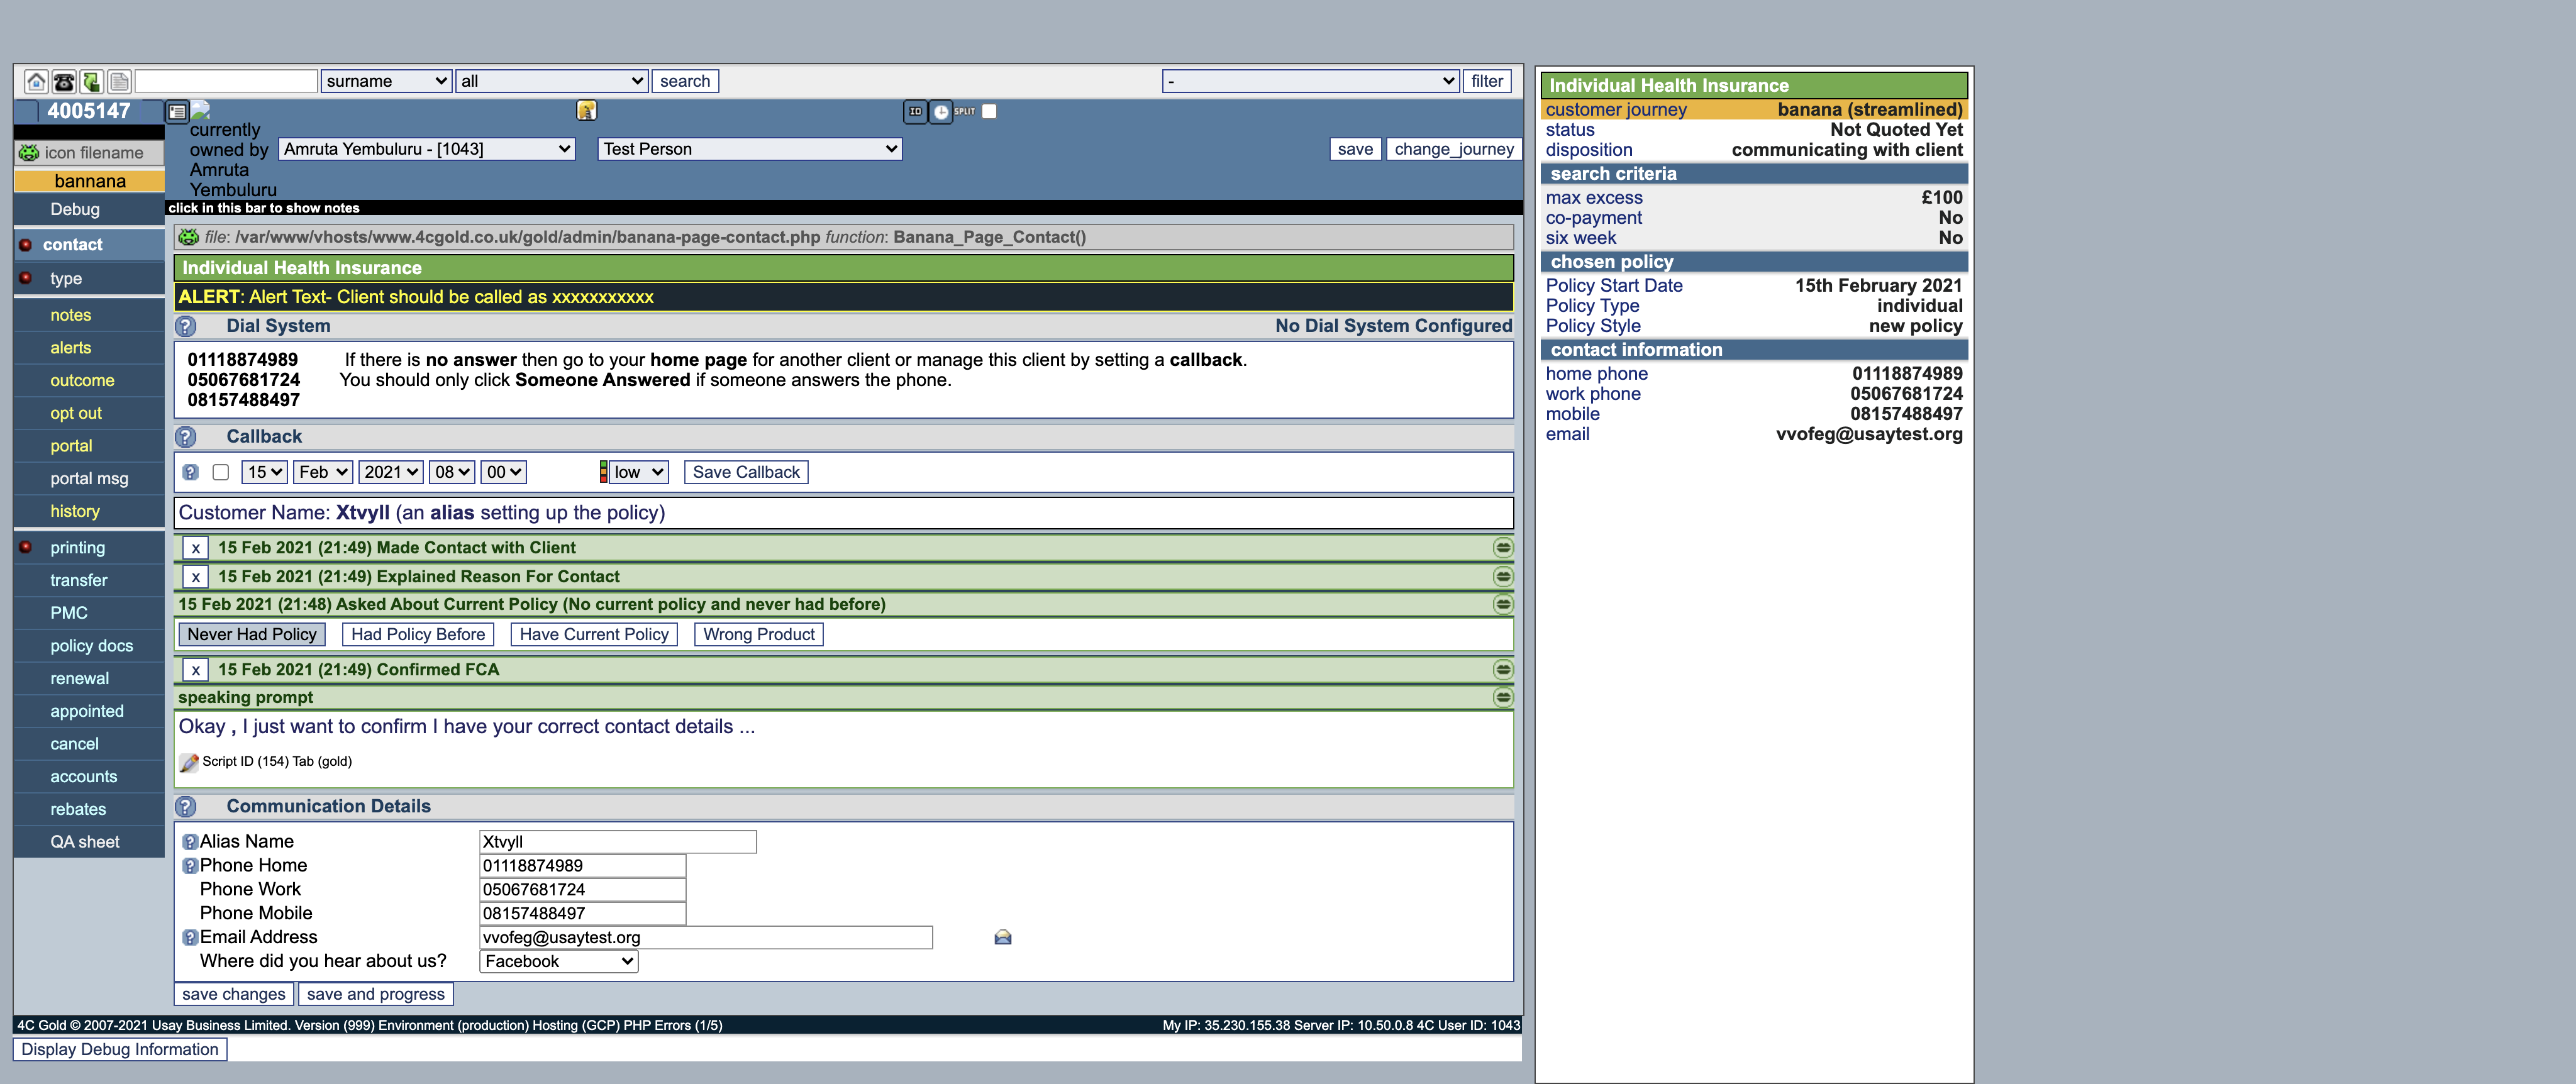 surname all search - filter
4005147 SPLIT
icon filename
bannana
currently owned by Amruta Yembuluru
Amruta Yembuluru - [1043] Test Person save change_journey
click in this bar to show notes
Debug
contact
type
notes
alerts
outcome
opt out
portal
portal msg
history
printing
transfer
PMC
policy docs
renewal
appointed
cancel
accounts
rebates
QA sheet
file: /var/www/vhosts/www.4cgold.co.uk/gold/admin/banana-page-contact.php function: Banana_Page_Contact()
Individual Health Insurance
ALERT: Alert Text- Client should be called as xxxxxxxxxxx
Dial System No Dial System Configured
01118874989 If there is no answer then go to your home page for another client or manage this client by setting a callback.
05067681724 You should only click Someone Answered if someone answers the phone.
08157488497
Callback
15 Feb 2021 08 00 low Save Callback
Customer Name: Xtvyll (an alias setting up the policy)
x 15 Feb 2021 (21:49) Made Contact with Client
x 15 Feb 2021 (21:49) Explained Reason For Contact
15 Feb 2021 (21:48) Asked About Current Policy (No current policy and never had before)
Never Had Policy Had Policy Before Have Current Policy Wrong Product
x 15 Feb 2021 (21:49) Confirmed FCA
speaking prompt
Okay , I just want to confirm I have your correct contact details ...
Script ID (154) Tab (gold)
Communication Details
Alias Name Xtvyll
Phone Home 01118874989
Phone Work 05067681724
Phone Mobile 08157488497
Email Address vvofeg@usaytest.org
Where did you hear about us? Facebook
save changes save and progress
4C Gold © 2007-2021 Usay Business Limited. Version (999) Environment (production) Hosting (GCP) PHP Errors (1/5) My IP: 35.230.155.38 Server IP: 10.50.0.8 4C User ID: 1043
Display Debug Information
Individual Health Insurance
customer journey banana (streamlined)
status Not Quoted Yet
disposition communicating with client
search criteria
max excess £100
co-payment No
six week No
chosen policy
Policy Start Date 15th February 2021
Policy Type individual
Policy Style new policy
contact information
home phone 01118874989
work phone 05067681724
mobile 08157488497
email vvofeg@usaytest.org